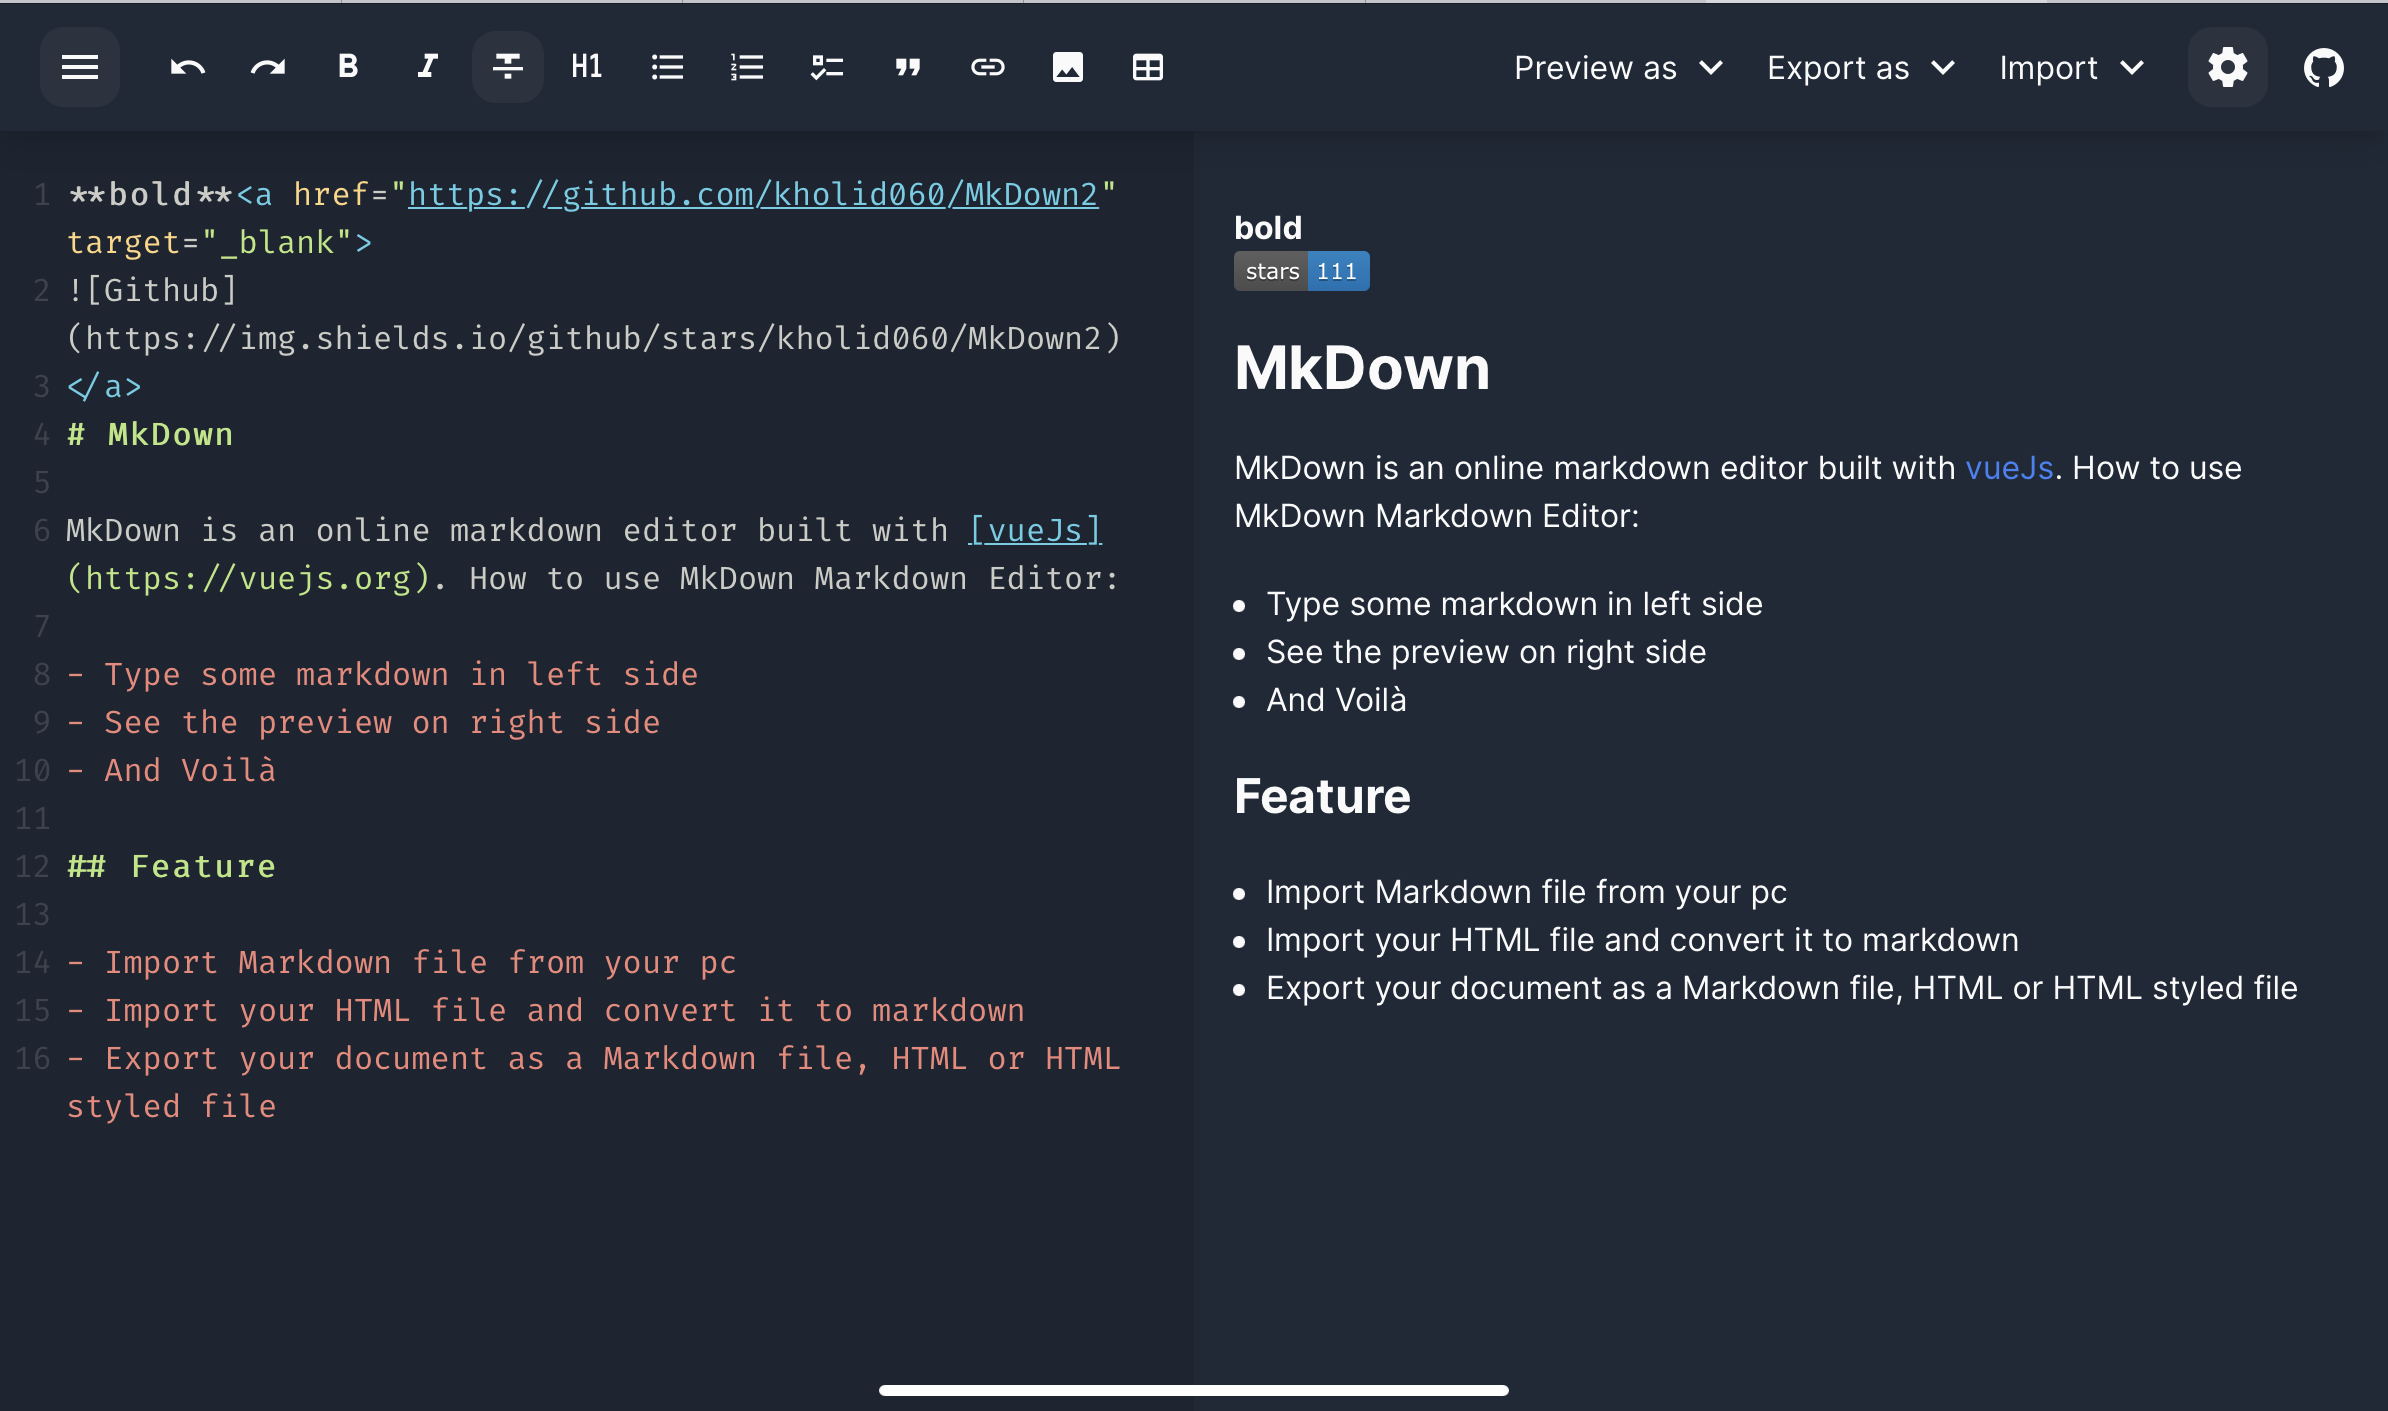 B I H1 Preview as Export as Import
1 **bold**<a href="https://github.com/kholid060/MkDown2"
target="_blank">
2 ![Github]
(https://img.shields.io/github/stars/kholid060/MkDown2)
3 </a>
4 # MkDown
5
6 MkDown is an online markdown editor built with [vueJs]
(https://vuejs.org). How to use MkDown Markdown Editor:
7
8 - Type some markdown in left side
9 - See the preview on right side
10 - And Voilà
11
12 ## Feature
13
14 - Import Markdown file from your pc
15 - Import your HTML file and convert it to markdown
16 - Export your document as a Markdown file, HTML or HTML
styled file
bold
stars 111
MkDown
MkDown is an online markdown editor built with vueJs. How to use
MkDown Markdown Editor:
• Type some markdown in left side
• See the preview on right side
• And Voilà
Feature
• Import Markdown file from your pc
• Import your HTML file and convert it to markdown
• Export your document as a Markdown file, HTML or HTML styled file